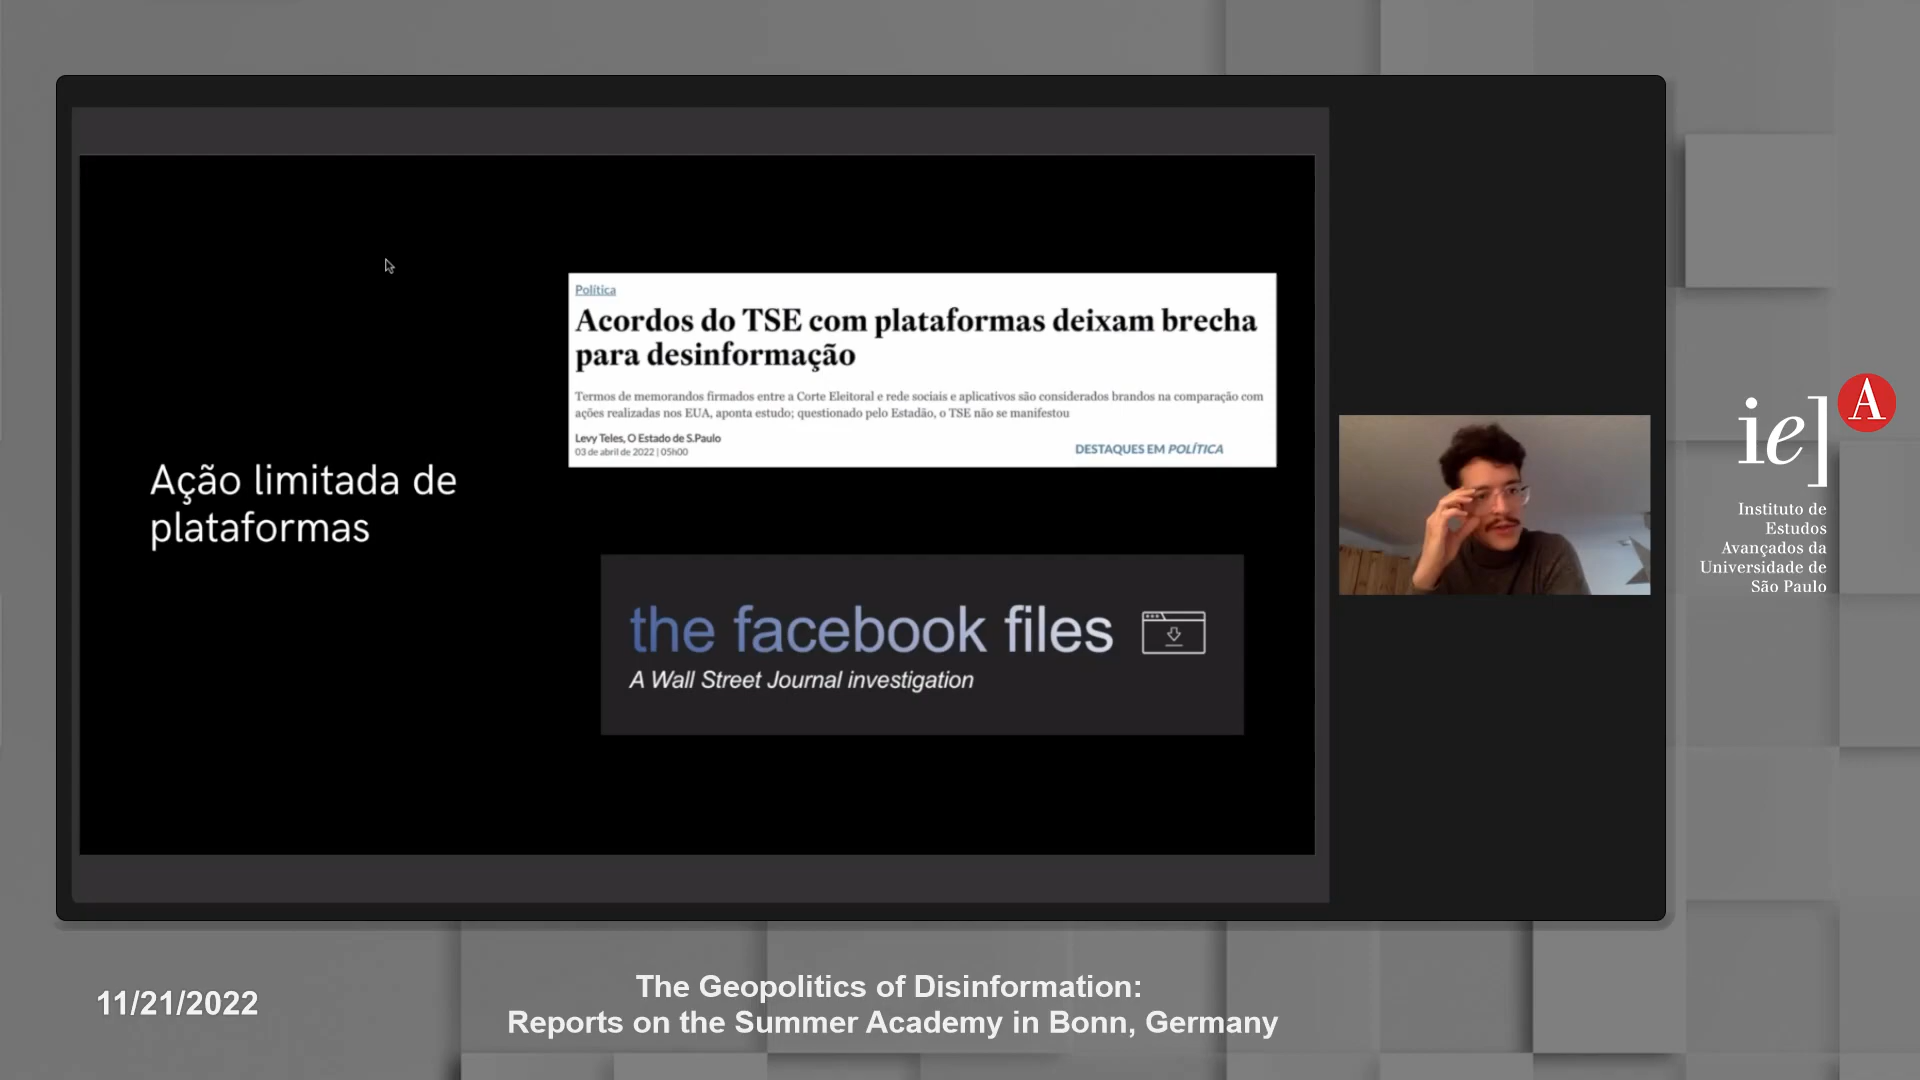 Política
Acordos do TSE com plataformas deixam brecha
para desinformação
Termos de memorandos firmados entre a Corte Eleitoral e rede sociais e aplicativos são considerados brandos na comparação com
ações realizadas nos EUA, aponta estudo; questionado pelo Estadão, o TSE não se manifestou
Levy Teles, O Estado de S.Paulo
03 de abril de 2022 | 05h00
DESTAQUES EM POLÍTICA
Ação limitada de
plataformas
the facebook files
A Wall Street Journal investigation
ie]
A
Instituto de
Estudos
Avançados da
Universidade de
São Paulo
11/21/2022
The Geopolitics of Disinformation:
Reports on the Summer Academy in Bonn, Germany